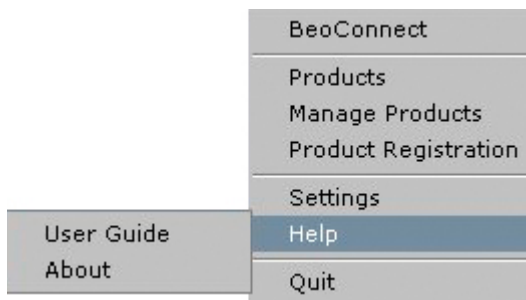 BeoConnect
Products
Manage Products
Product Registration
Settings
Help
User Guide
About
Quit